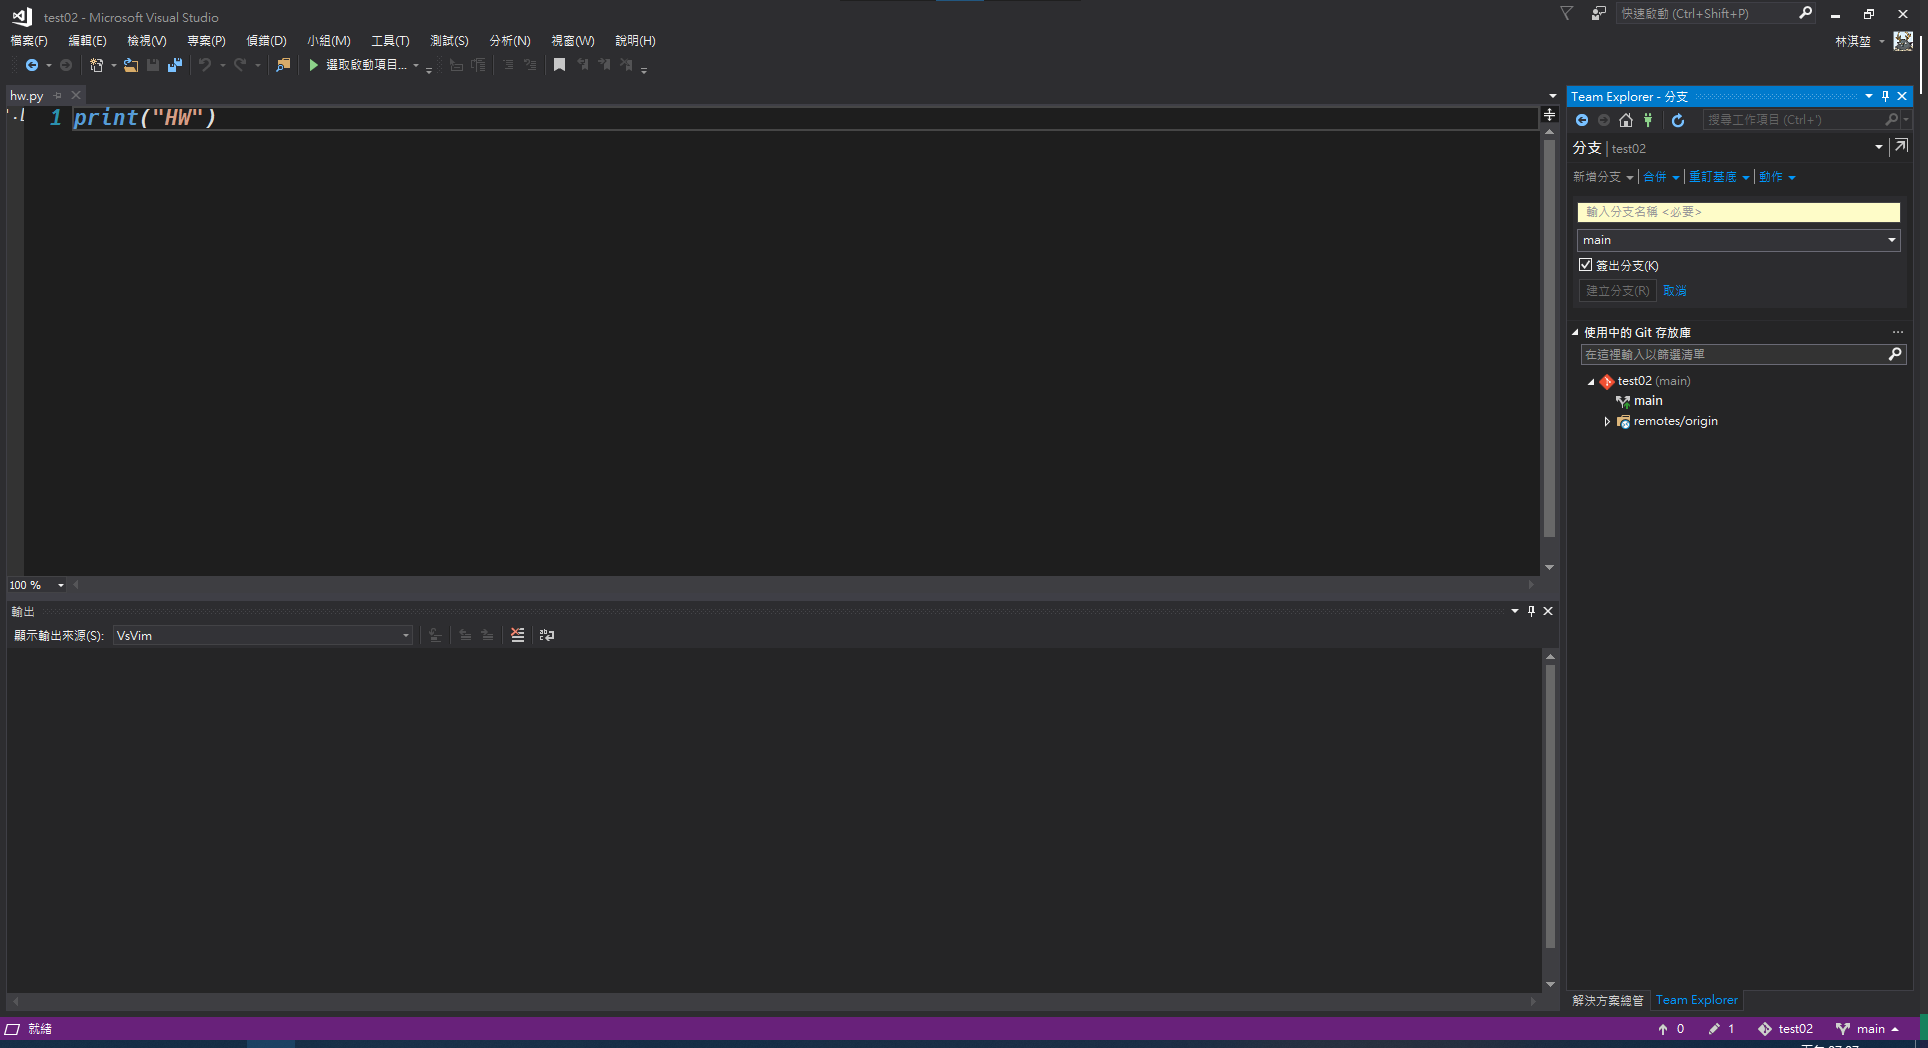 test02 - Microsoft Visual Studio
快速啟動 (Ctrl+Shift+P)
檔案(F) 編輯(E) 檢視(V) 專案(P) 偵錯(D) 小組(M) 工具(T) 測試(S) 分析(N) 視窗(W) 說明(H)
林淇堃
選取啟動項目...
hw.py
1 print("HW")
100 %
輸出
顯示輸出來源(S): VsVim
Team Explorer - 分支
搜尋工作項目 (Ctrl+')
分支 | test02
新增分支 | 合併 | 重訂基底 | 動作
輸入分支名稱 <必要>
main
簽出分支(K)
建立分支(R) 取消
使用中的 Git 存放庫
在這裡輸入以篩選清單
test02 (main)
main
remotes/origin
解決方案總管 Team Explorer
就緒
0 1 test02 main